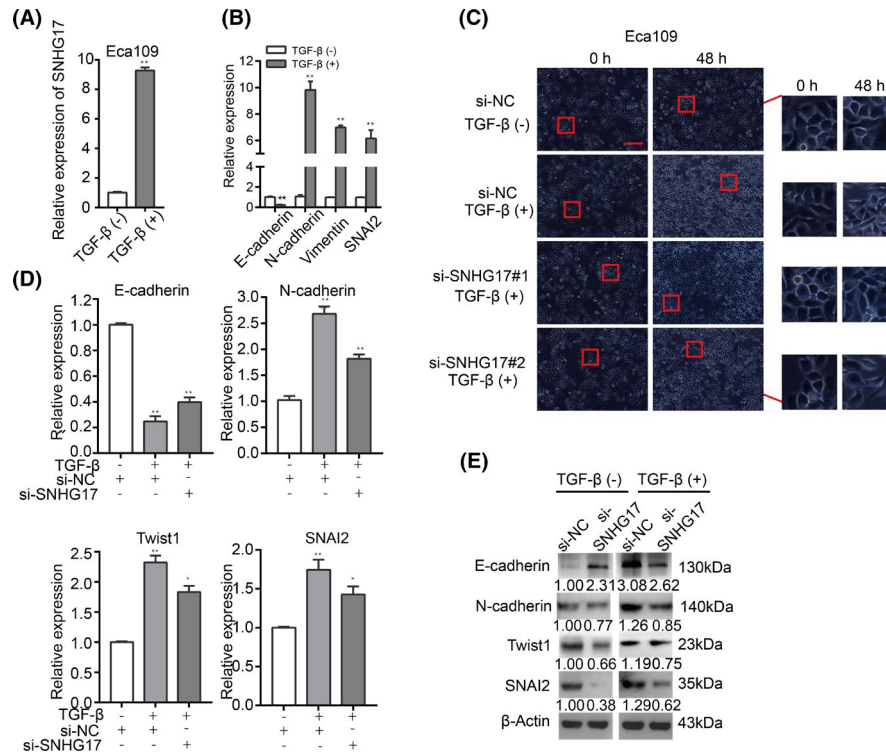 (A)
Eca109
Relative expression of SNHG17
10
8
6
4
2
0
**
TGF-β (-)
TGF-β (+)
(B)
TGF-β (-)
TGF-β (+)
Relative expression
12
10
8
6
1
0
**
**
**
**
E-cadherin
N-cadherin
Vimentin
SNAI2
(C)
Eca109
0 h
48 h
0 h
48 h
si-NC
TGF-β (-)
si-NC
TGF-β (+)
si-SNHG17#1
TGF-β (+)
si-SNHG17#2
TGF-β (+)
(D)
E-cadherin
Relative expression
1.0
0.8
0.6
0.4
0.2
0.0
**
**
TGF-β - + +
si-NC + + -
si-SNHG17 - - +
N-cadherin
Relative expression
3.0
2.5
2.0
1.5
1.0
0.5
0.0
**
**
- + +
+ + -
- - +
Twist1
Relative expression
2.5
2.0
1.5
1.0
0.5
0.0
**
*
TGF-β - + +
si-NC + + -
si-SNHG17 - - +
SNAI2
Relative expression
2.0
1.5
1.0
0.5
0.0
**
*
- + +
+ + -
- - +
(E)
TGF-β (-) TGF-β (+)
si-NC
si-
SNHG17
si-NC
si-
SNHG17
E-cadherin 130kDa
1.00 2.31 3.08 2.62
N-cadherin 140kDa
1.00 0.77 1.26 0.85
Twist1 23kDa
1.00 0.66 1.19 0.75
SNAI2 35kDa
1.00 0.38 1.29 0.62
β-Actin 43kDa